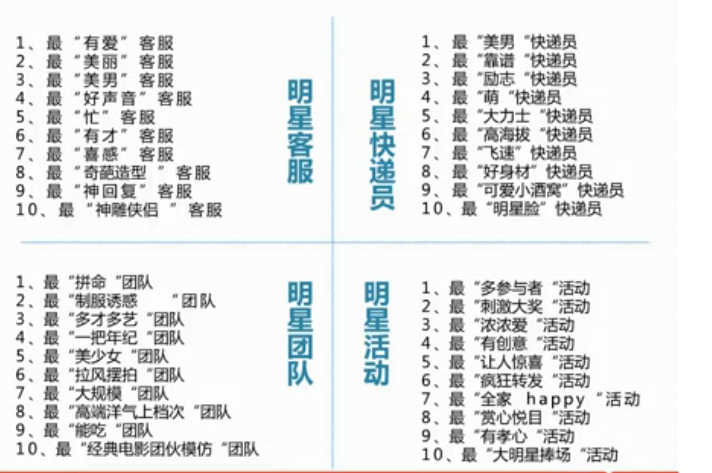 1、最“有爱”客服
2、最“美丽”客服
3、最“美男”客服
4、最“好声音”客服
5、最“忙”客服
6、最“有才”客服
7、最“喜感”客服
8、最“奇葩造型 ”客服
9、最“神回复”客服
10、最“神雕侠侣 ”客服
明星客服
明星快递员
1、最“美男“快递员
2、最“靠谱“快递员
3、最“励志“快递员
4、最“萌“快递员
5、最“大力士“快递员
6、最“高海拔“快递员
7、最“飞速”快递员
8、最“好身材”快递员
9、最“可爱小酒窝”快递员
10、最“明星脸”快递员
1、最“拼命“团队
2、最“制服诱惑 “团队
3、最“多才多艺“团队
4、最“一把年纪“团队
5、最“美少女“团队
6、最“拉风摆拍“团队
7、最“大规模“团队
8、最“高端洋气上档次“团队
9、最“能吃“团队
10、最“经典电影团伙模仿“团队
明星团队
明星活动
1、最“多参与者“活动
2、最“刺激大奖“活动
3、最“浓浓爱“活动
4、最“有创意“活动
5、最“让人惊喜“活动
6、最“疯狂转发“活动
7、最“全家 happy“活动
8、最“赏心悦目“活动
9、最“有孝心“活动
10、最“大明星捧场“活动